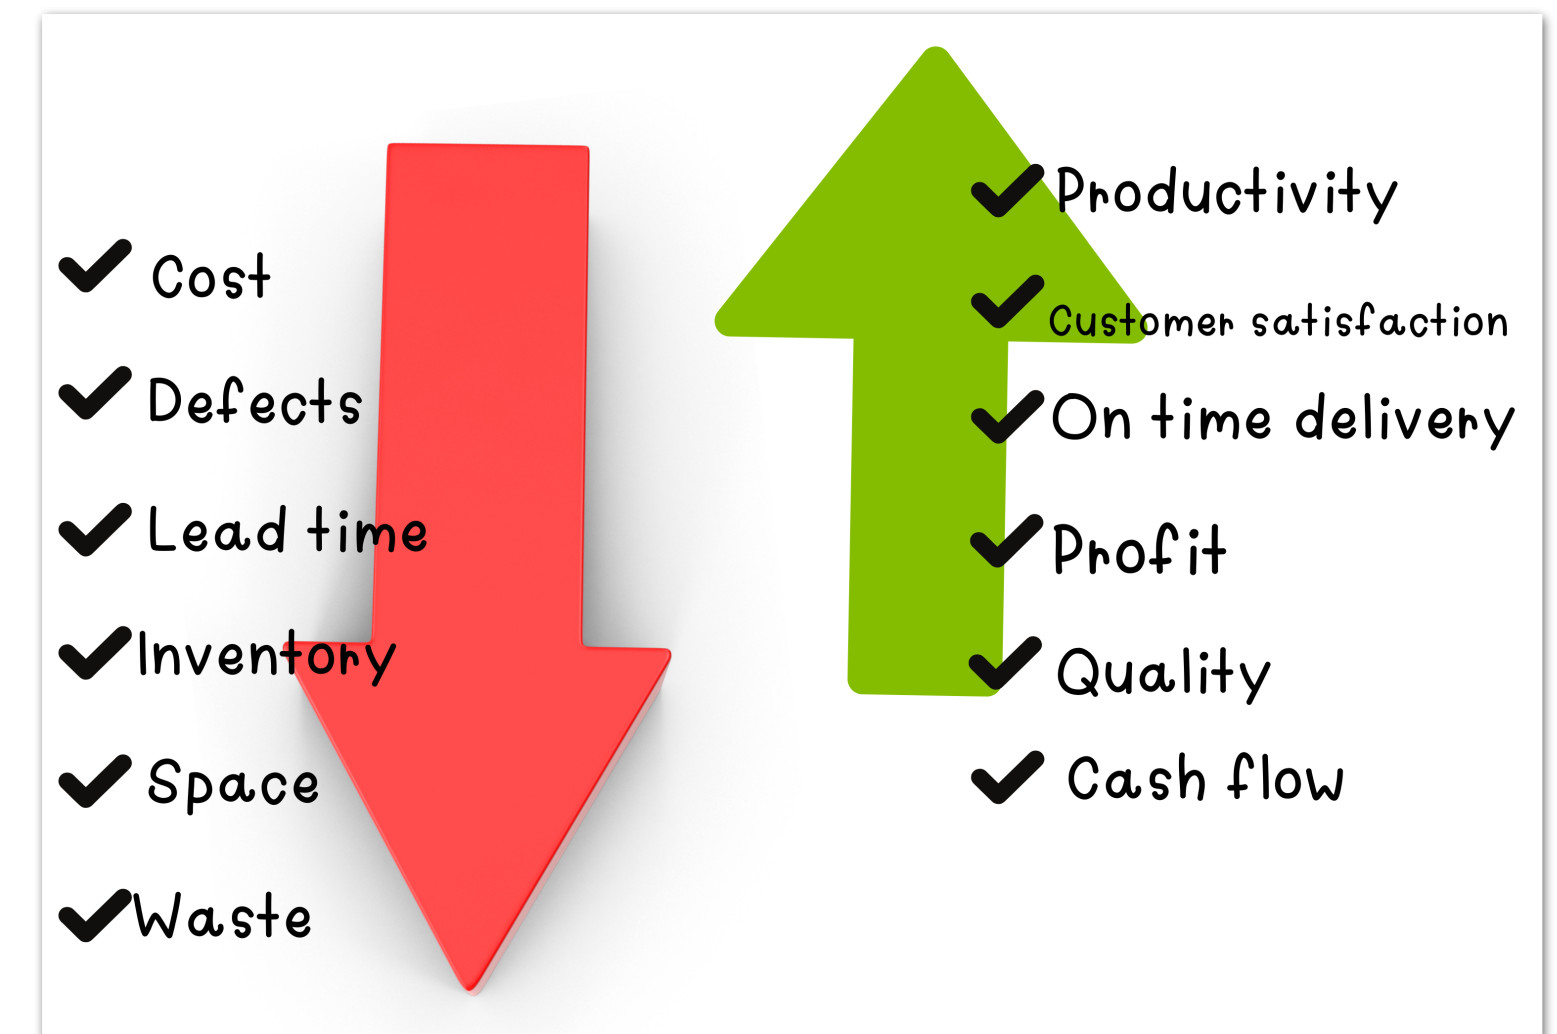 Cost
Defects
Lead time
Inventory
Space
Waste
Productivity
Customer satisfaction
On time delivery
Profit
Quality
Cash flow